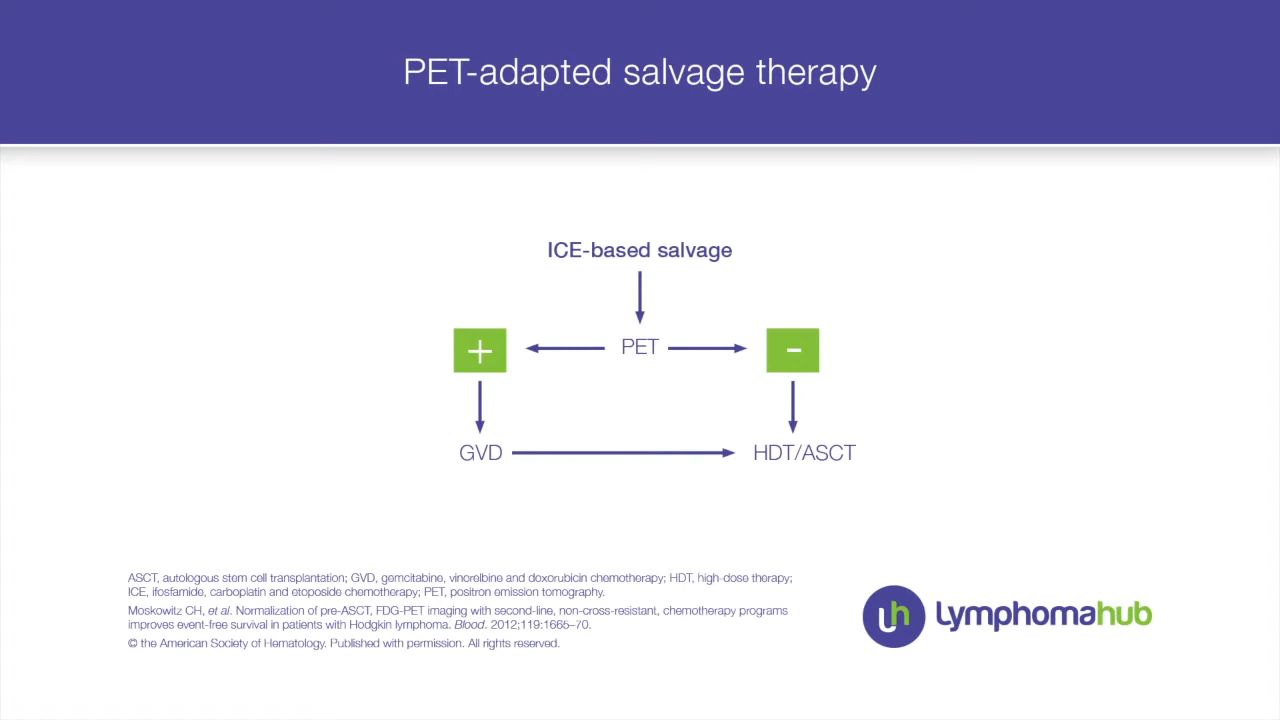 PET-adapted salvage therapy
ICE-based salvage
+
PET
-
GVD
HDT/ASCT
ASCT, autologous stem cell transplantation; GVD, gemcitabine, vinorelbine and doxorubicin chemotherapy; HDT, high-dose therapy;
ICE, ifosfamide, carboplatin and etoposide chemotherapy; PET, positron emission tomography.
Moskowitz CH, et al. Normalization of pre-ASCT, FDG-PET imaging with second-line, non-cross-resistant, chemotherapy programs
improves event-free survival in patients with Hodgkin lymphoma. Blood. 2012;119:1665–70.
© the American Society of Hematology. Published with permission. All rights reserved.
lh Lymphomahub